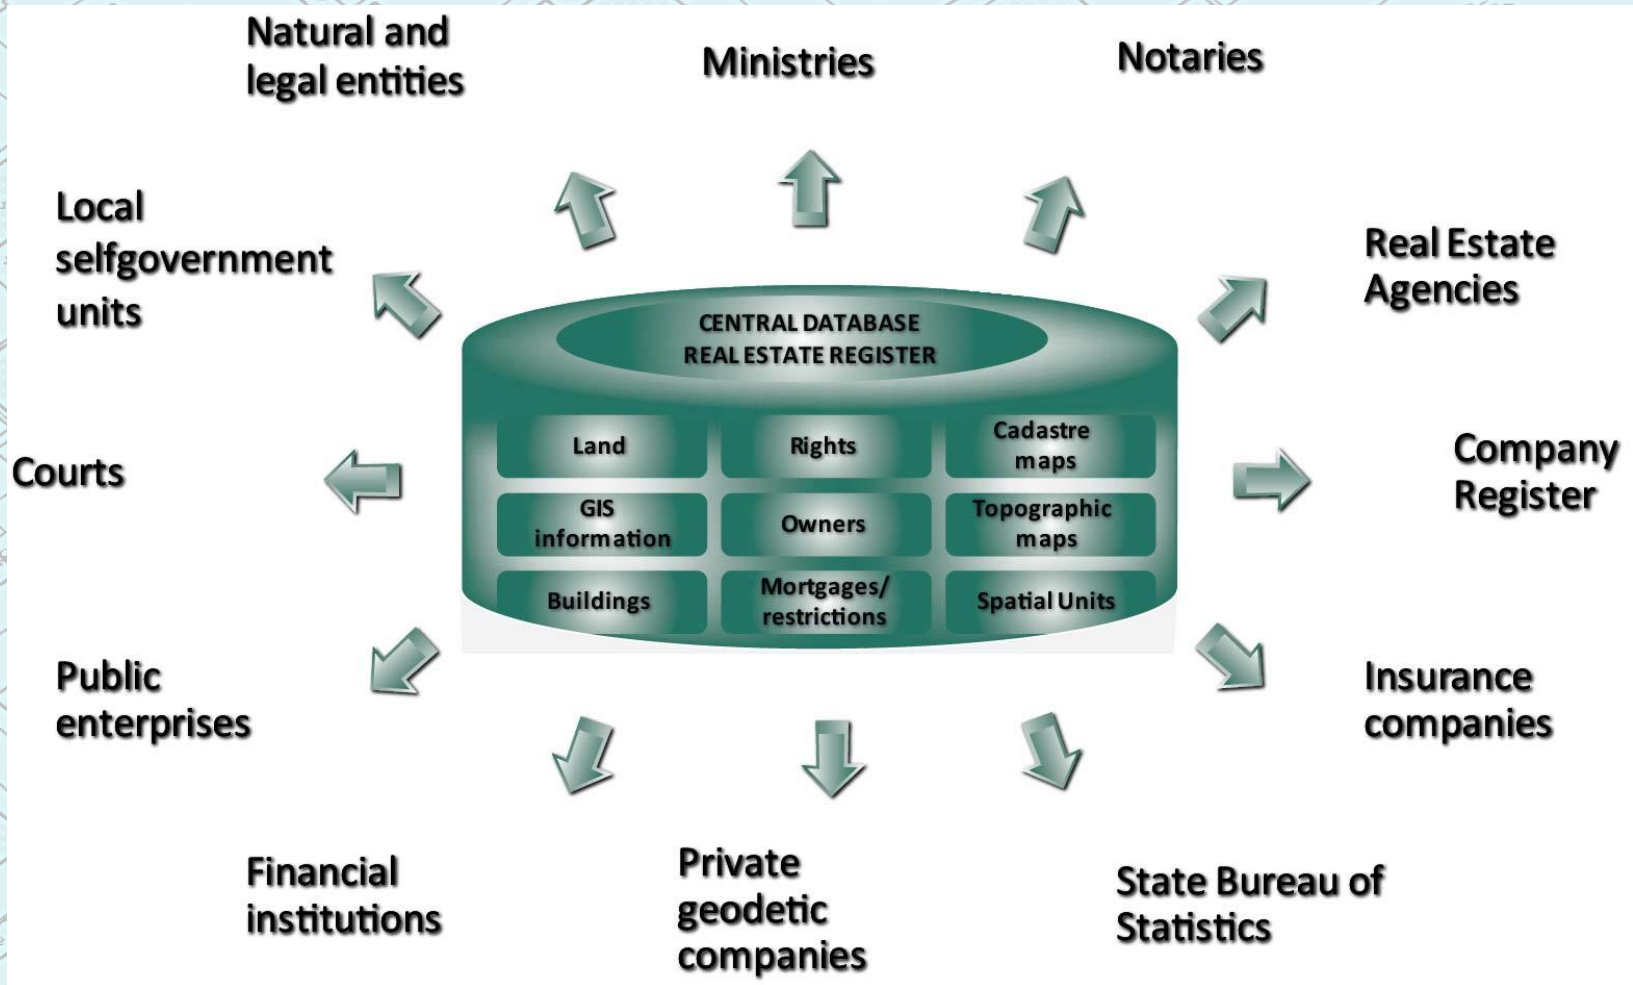 Natural and
legal entities
Ministries
Notaries
Local
selfgovernment
units
Real Estate
Agencies
CENTRAL DATABASE
REAL ESTATE REGISTER
Land
Rights
Cadastre
maps
GIS
information
Owners
Topographic
maps
Buildings
Mortgages/
restrictions
Spatial Units
Courts
Company
Register
Public
enterprises
Insurance
companies
Financial
institutions
Private
geodetic
companies
State Bureau of
Statistics